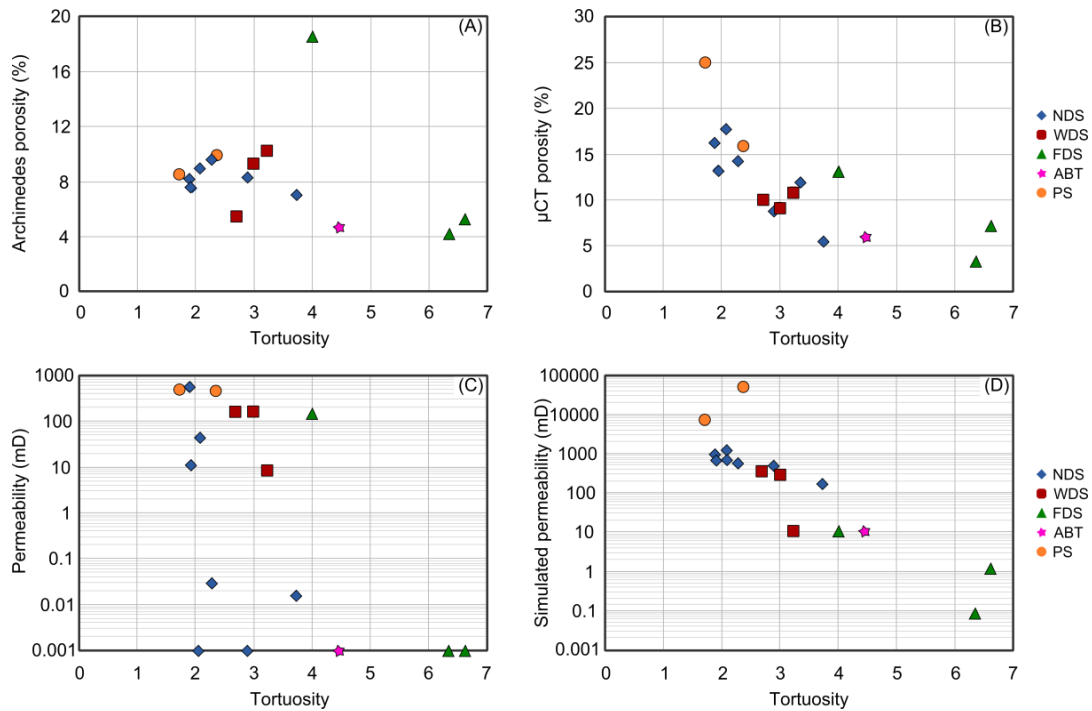 (A)
Archimedes porosity (%)
20
16
12
8
4
0
0 1 2 3 4 5 6 7
Tortuosity
(B)
µCT porosity (%)
30
25
20
15
10
5
0
0 1 2 3 4 5 6 7
Tortuosity
NDS
WDS
FDS
ABT
PS
(C)
Permeability (mD)
1000
100
10
1
0.1
0.01
0.001
0 1 2 3 4 5 6 7
Tortuosity
(D)
Simulated permeability (mD)
100000
10000
1000
100
10
1
0.1
0.01
0.001
0 1 2 3 4 5 6 7
Tortuosity
NDS
WDS
FDS
ABT
PS